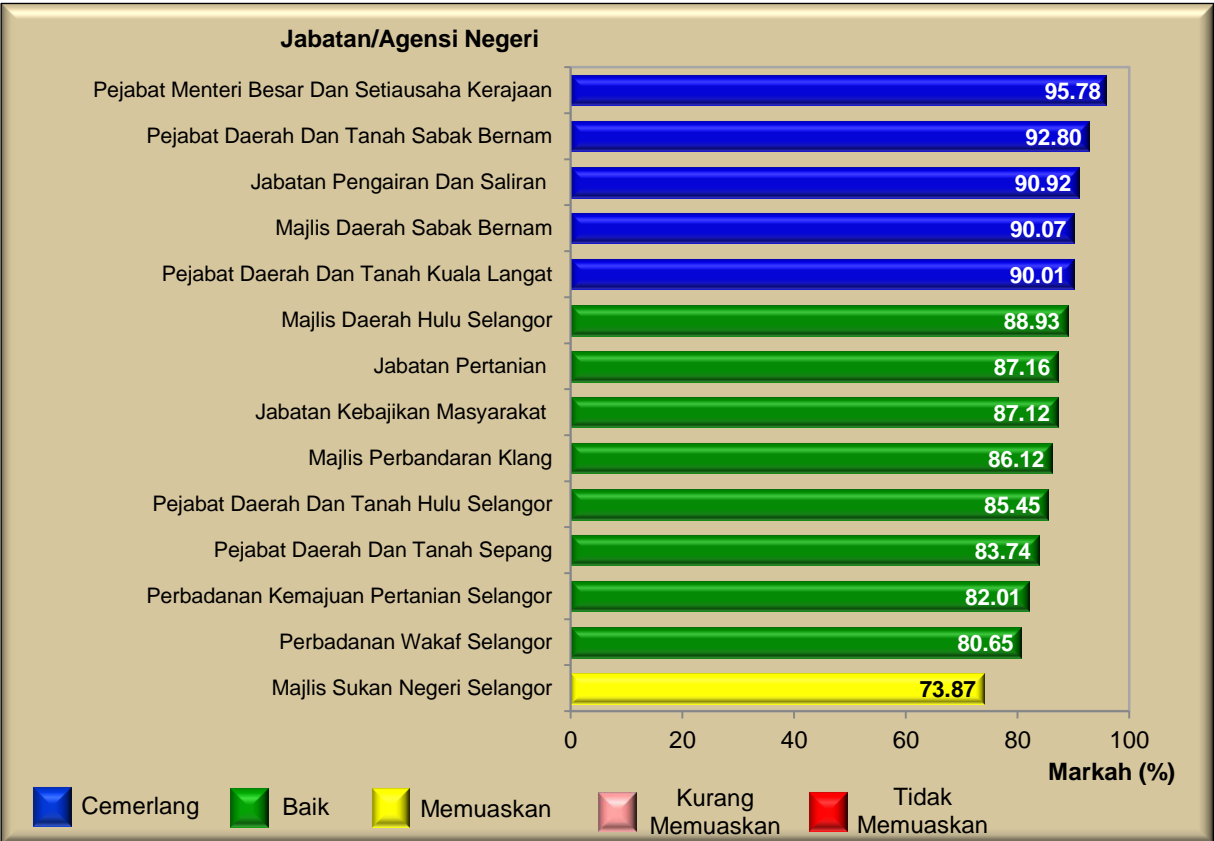 Jabatan/Agensi Negeri
Pejabat Menteri Besar Dan Setiausaha Kerajaan 95.78
Pejabat Daerah Dan Tanah Sabak Bernam 92.80
Jabatan Pengairan Dan Saliran 90.92
Majlis Daerah Sabak Bernam 90.07
Pejabat Daerah Dan Tanah Kuala Langat 90.01
Majlis Daerah Hulu Selangor 88.93
Jabatan Pertanian 87.16
Jabatan Kebajikan Masyarakat 87.12
Majlis Perbandaran Klang 86.12
Pejabat Daerah Dan Tanah Hulu Selangor 85.45
Pejabat Daerah Dan Tanah Sepang 83.74
Perbadanan Kemajuan Pertanian Selangor 82.01
Perbadanan Wakaf Selangor 80.65
Majlis Sukan Negeri Selangor 73.87
0 20 40 60 80 100
Markah (%)
Cemerlang
Baik
Memuaskan
Kurang
Memuaskan
Tidak
Memuaskan